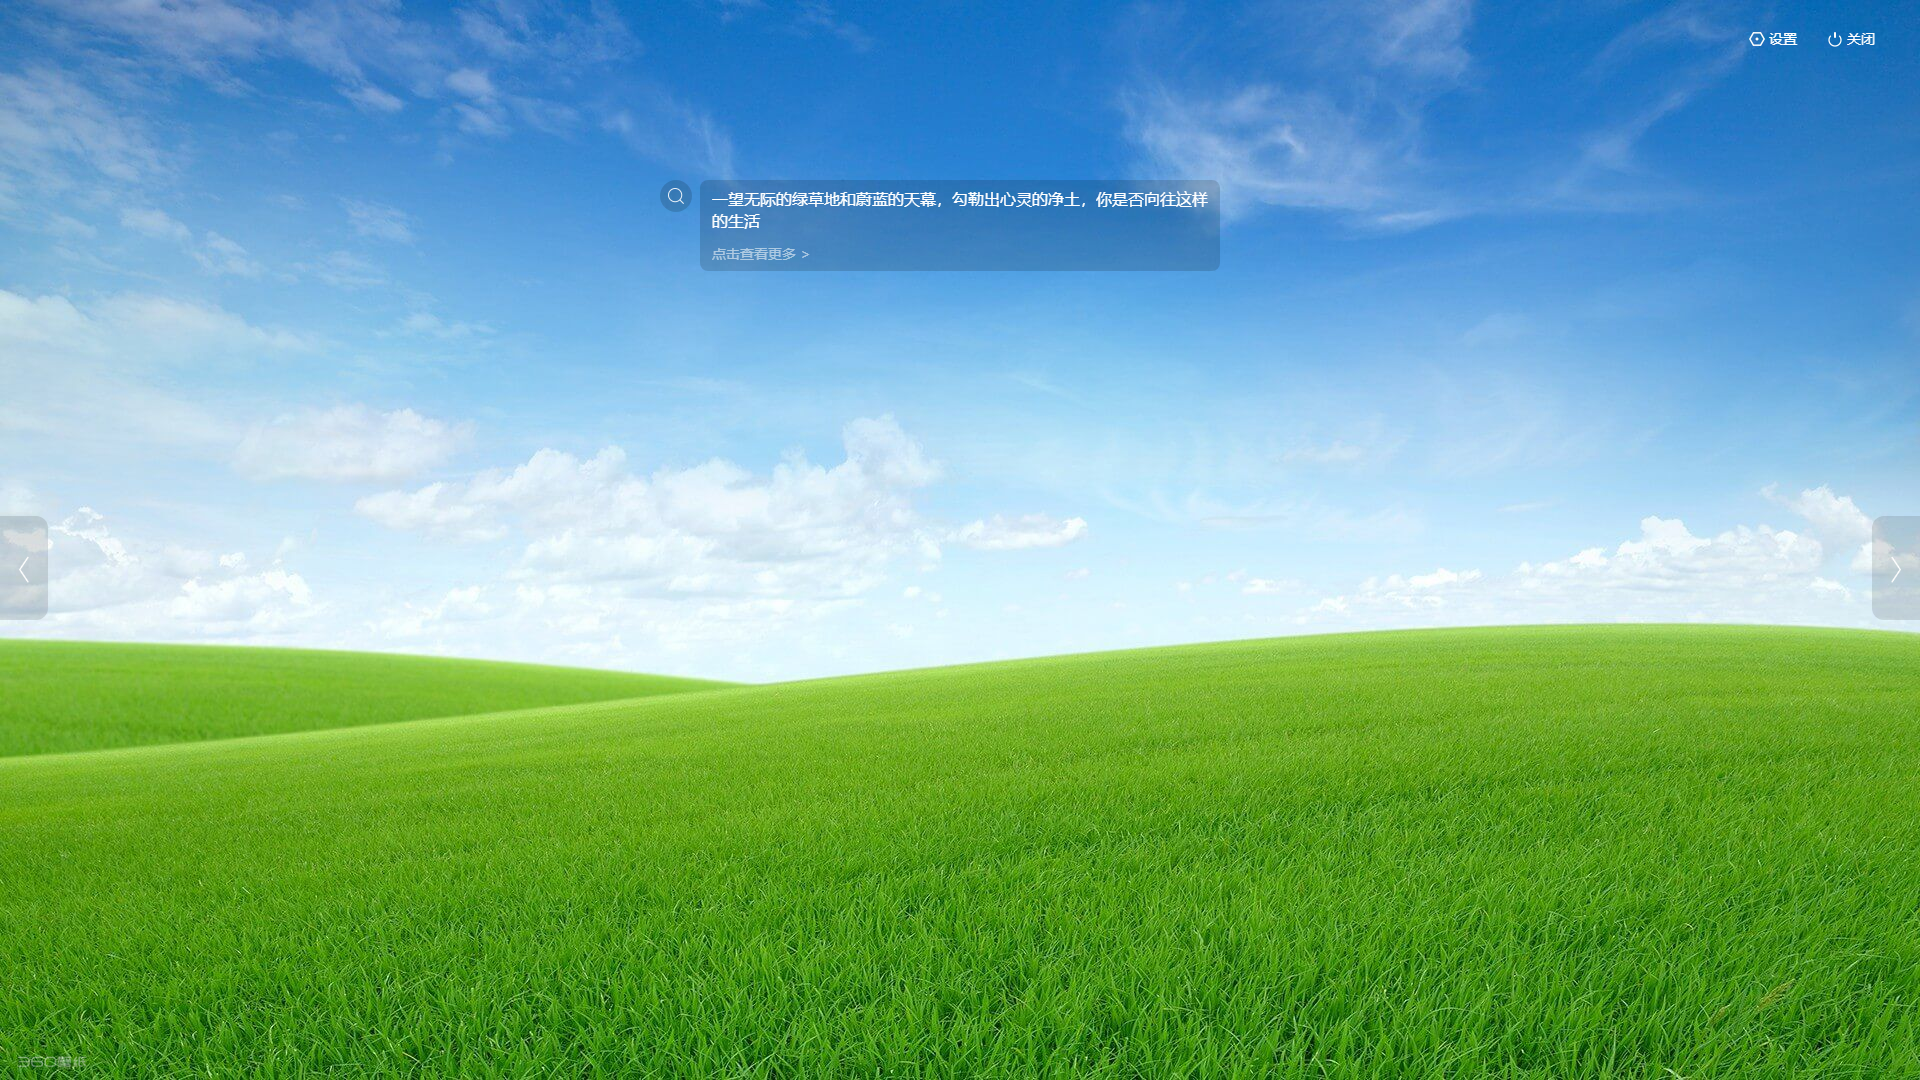 设置 关闭
一望无际的绿草地和蔚蓝的天幕，勾勒出心灵的净土，你是否向往这样
的生活
点击查看更多 >
360壁纸